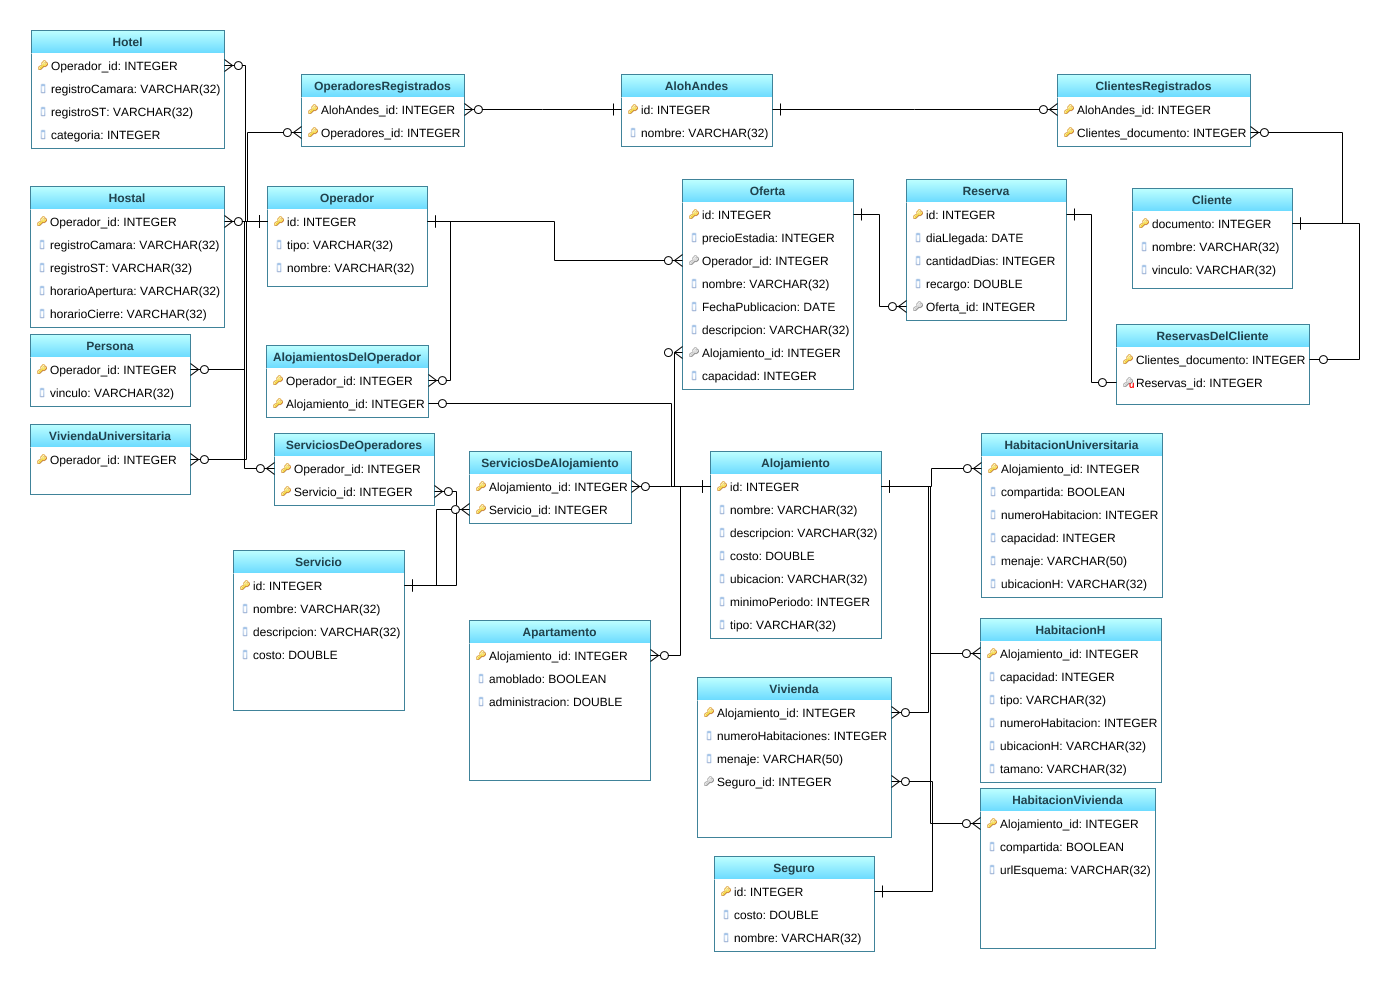 Hotel
Operador_id: INTEGER
registroCamara: VARCHAR(32)
registroST: VARCHAR(32)
categoria: INTEGER
OperadoresRegistrados
AlohAndes_id: INTEGER
Operadores_id: INTEGER
AlohAndes
id: INTEGER
nombre: VARCHAR(32)
ClientesRegistrados
AlohAndes_id: INTEGER
Clientes_documento: INTEGER
Hostal
Operador_id: INTEGER
registroCamara: VARCHAR(32)
registroST: VARCHAR(32)
horarioApertura: VARCHAR(32)
horarioCierre: VARCHAR(32)
Operador
id: INTEGER
tipo: VARCHAR(32)
nombre: VARCHAR(32)
Oferta
id: INTEGER
precioEstadia: INTEGER
Operador_id: INTEGER
nombre: VARCHAR(32)
FechaPublicacion: DATE
descripcion: VARCHAR(32)
Alojamiento_id: INTEGER
capacidad: INTEGER
Reserva
id: INTEGER
diaLlegada: DATE
cantidadDias: INTEGER
recargo: DOUBLE
Oferta_id: INTEGER
Cliente
documento: INTEGER
nombre: VARCHAR(32)
vinculo: VARCHAR(32)
Persona
Operador_id: INTEGER
vinculo: VARCHAR(32)
AlojamientosDelOperador
Operador_id: INTEGER
Alojamiento_id: INTEGER
ReservasDelCliente
Clientes_documento: INTEGER
Reservas_id: INTEGER
ViviendaUniversitaria
Operador_id: INTEGER
ServiciosDeOperadores
Operador_id: INTEGER
Servicio_id: INTEGER
ServiciosDeAlojamiento
Alojamiento_id: INTEGER
Servicio_id: INTEGER
Alojamiento
id: INTEGER
nombre: VARCHAR(32)
descripcion: VARCHAR(32)
costo: DOUBLE
ubicacion: VARCHAR(32)
minimoPeriodo: INTEGER
tipo: VARCHAR(32)
HabitacionUniversitaria
Alojamiento_id: INTEGER
compartida: BOOLEAN
numeroHabitacion: INTEGER
capacidad: INTEGER
menaje: VARCHAR(50)
ubicacionH: VARCHAR(32)
Servicio
id: INTEGER
nombre: VARCHAR(32)
descripcion: VARCHAR(32)
costo: DOUBLE
Apartamento
Alojamiento_id: INTEGER
amoblado: BOOLEAN
administracion: DOUBLE
HabitacionH
Alojamiento_id: INTEGER
capacidad: INTEGER
tipo: VARCHAR(32)
numeroHabitacion: INTEGER
ubicacionH: VARCHAR(32)
tamano: VARCHAR(32)
Vivienda
Alojamiento_id: INTEGER
numeroHabitaciones: INTEGER
menaje: VARCHAR(50)
Seguro_id: INTEGER
HabitacionVivienda
Alojamiento_id: INTEGER
compartida: BOOLEAN
urlEsquema: VARCHAR(32)
Seguro
id: INTEGER
costo: DOUBLE
nombre: VARCHAR(32)